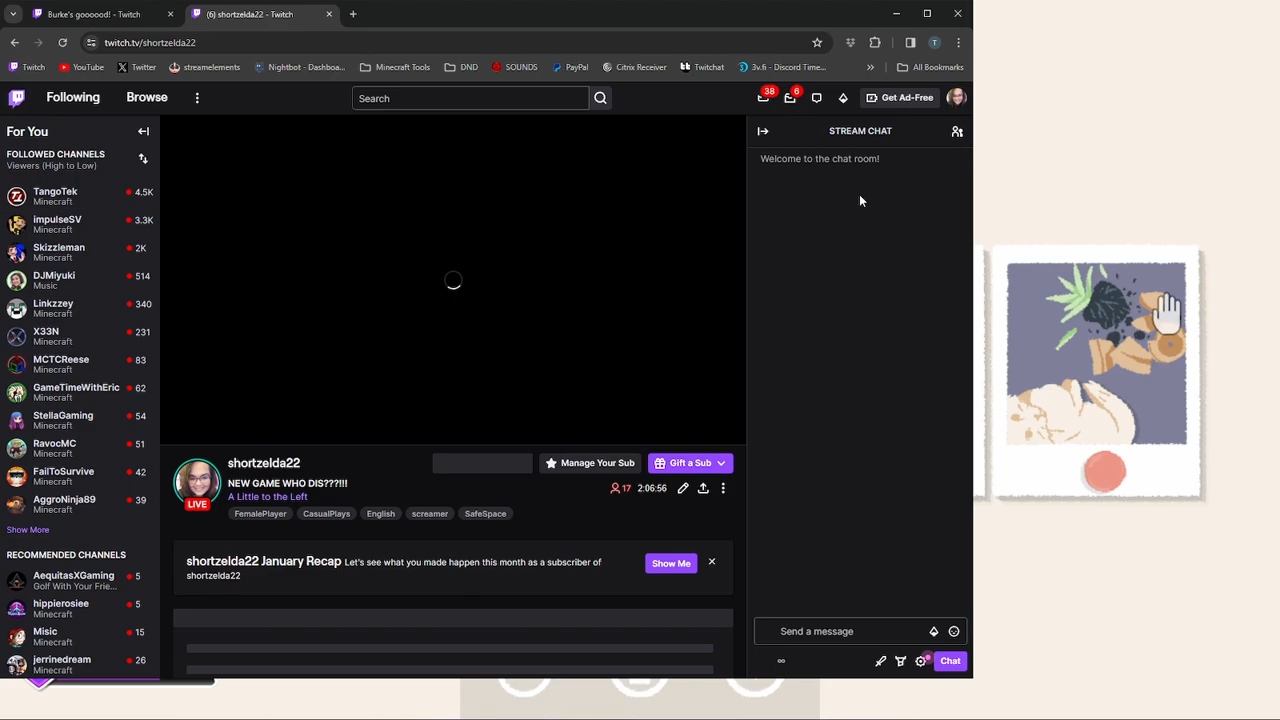 Burke's gooood! - Twitch
(6) shortzelda22 - Twitch
twitch.tv/shortzelda22
Twitch
YouTube
Twitter
streamelements
Nightbot - Dashboa...
Minecraft Tools
DND
SOUNDS
PayPal
Citrix Receiver
Twitchat
3v.fi - Discord Time...
All Bookmarks
Following
Browse
Search
38
6
Get Ad-Free
For You
FOLLOWED CHANNELS
Viewers (High to Low)
TangoTek 4.5K
Minecraft
impulseSV 3.3K
Minecraft
Skizzleman 2K
Minecraft
DJMiyuki 514
Music
Linkzzey 340
Minecraft
X33N 231
Minecraft
MCTCReese 83
Minecraft
GameTimeWithEric 62
Minecraft
StellaGaming 54
Minecraft
RavocMC 51
Minecraft
FailToSurvive 42
Minecraft
AggroNinja89 39
Minecraft
Show More
RECOMMENDED CHANNELS
AequitasXGaming 5
Golf With Your Frie...
hippierosiee 5
Minecraft
Misic 15
Minecraft
jerrinedream 26
Minecraft
LIVE
shortzelda22
Manage Your Sub
Gift a Sub
NEW GAME WHO DIS???!!!
A Little to the Left
17 2:06:56
FemalePlayer CasualPlays English screamer SafeSpace
shortzelda22 January Recap Let's see what you made happen this month as a subscriber of
shortzelda22
Show Me
STREAM CHAT
Welcome to the chat room!
Send a message
Chat